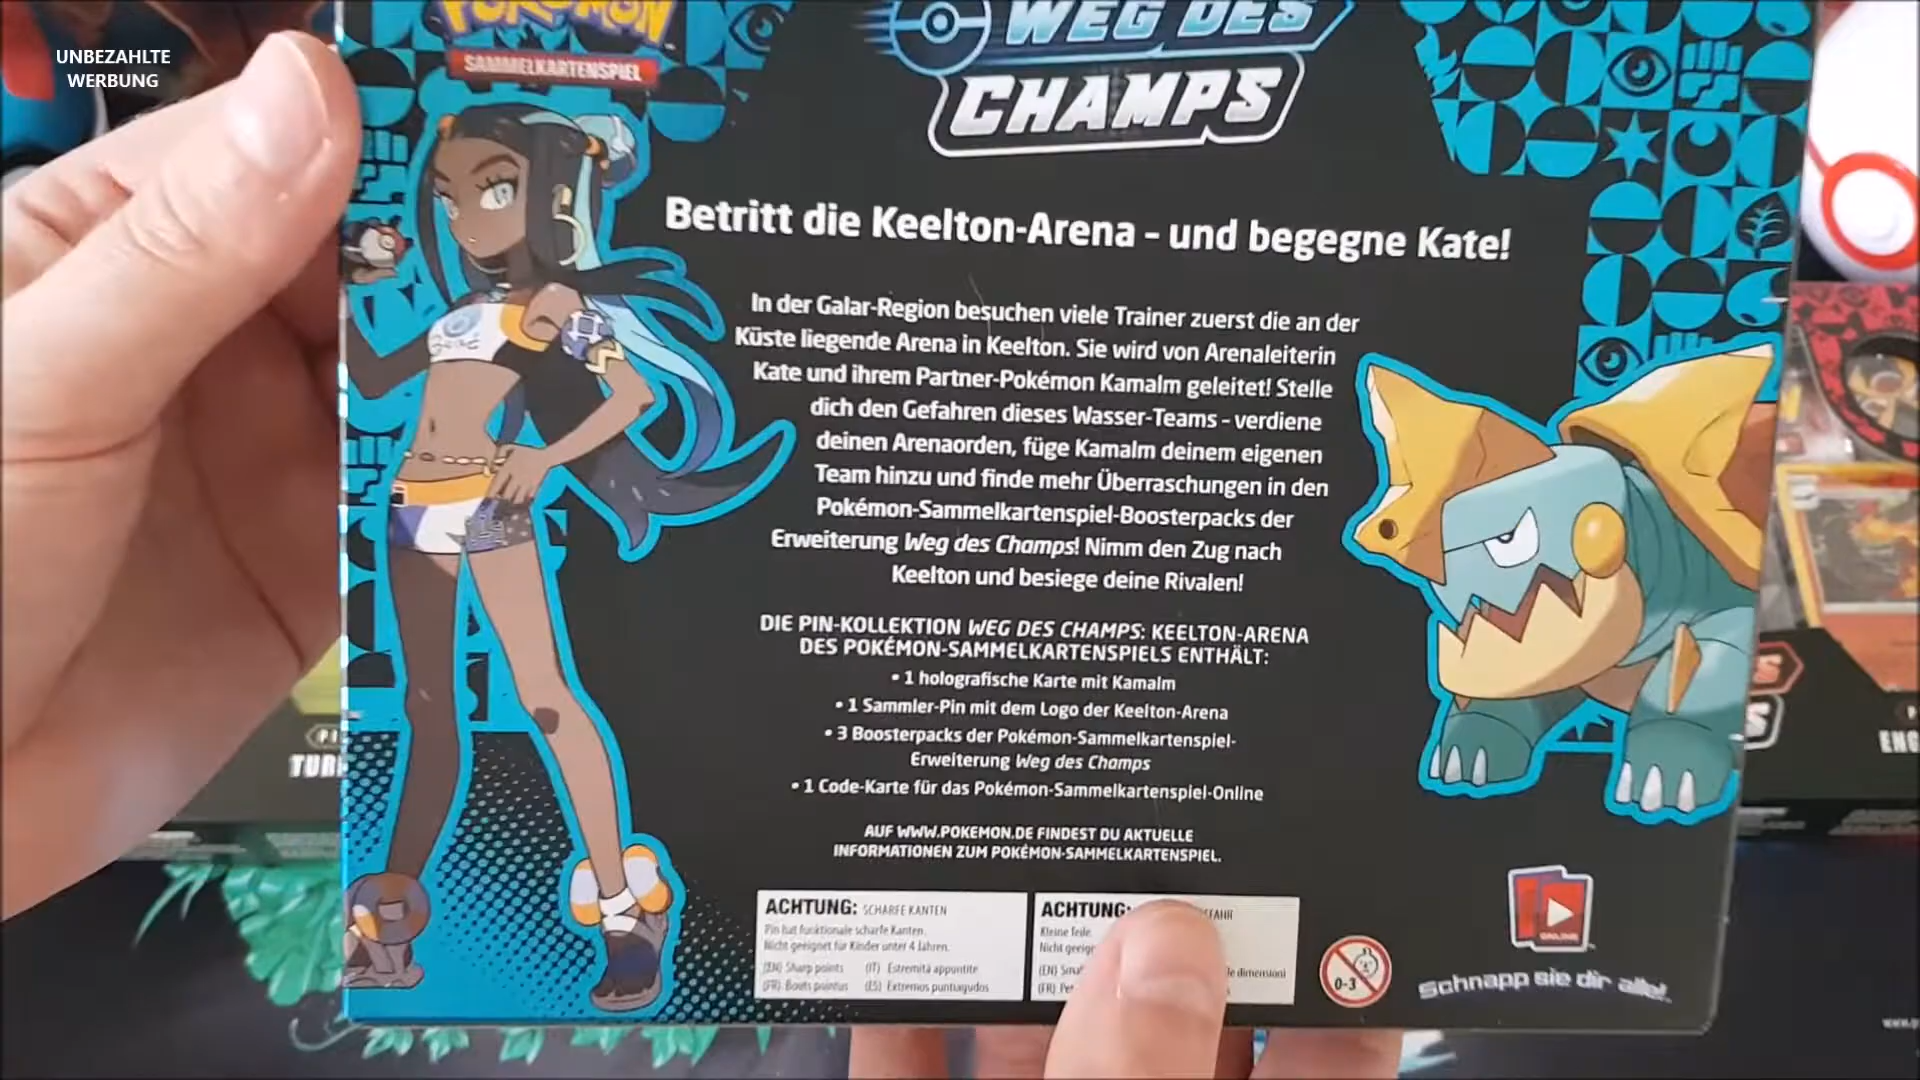 UNBEZAHLTE
WERBUNG
POKÉMON
SAMMELKARTENSPIEL
WEG DES
CHAMPS
Betritt die Keelton-Arena – und begegne Kate!
In der Galar-Region besuchen viele Trainer zuerst die an der
Küste liegende Arena in Keelton. Sie wird von Arenaleiterin
Kate und ihrem Partner-Pokémon Kamalm geleitet! Stelle
dich den Gefahren dieses Wasser-Teams – verdiene
deinen Arenaorden, füge Kamalm deinem eigenen
Team hinzu und finde mehr Überraschungen in den
Pokémon-Sammelkartenspiel-Boosterpacks der
Erweiterung Weg des Champs! Nimm den Zug nach
Keelton und besiege deine Rivalen!
DIE PIN-KOLLEKTION WEG DES CHAMPS: KEELTON-ARENA
DES POKÉMON-SAMMELKARTENSPIELS ENTHÄLT:
• 1 holografische Karte mit Kamalm
• 1 Sammler-Pin mit dem Logo der Keelton-Arena
• 3 Boosterpacks der Pokémon-Sammelkartenspiel-
Erweiterung Weg des Champs
• 1 Code-Karte für das Pokémon-Sammelkartenspiel-Online
AUF WWW.POKEMON.DE FINDEST DU AKTUELLE
INFORMATIONEN ZUM POKÉMON-SAMMELKARTENSPIEL.
ACHTUNG: SCHARFE KANTEN
Pin hat funktionale scharfe Kanten.
Nicht geeignet für Kinder unter 4 Jahren.
(EN) Sharp points (IT) Estremità appuntite
(FR) Bouts pointus (ES) Extremos puntiagudos
ACHTUNG:
Kleine Teile
Nicht
(EN)
le dimensioni
(FR)
0-3
ONLINE
Schnapp sie dir alle!